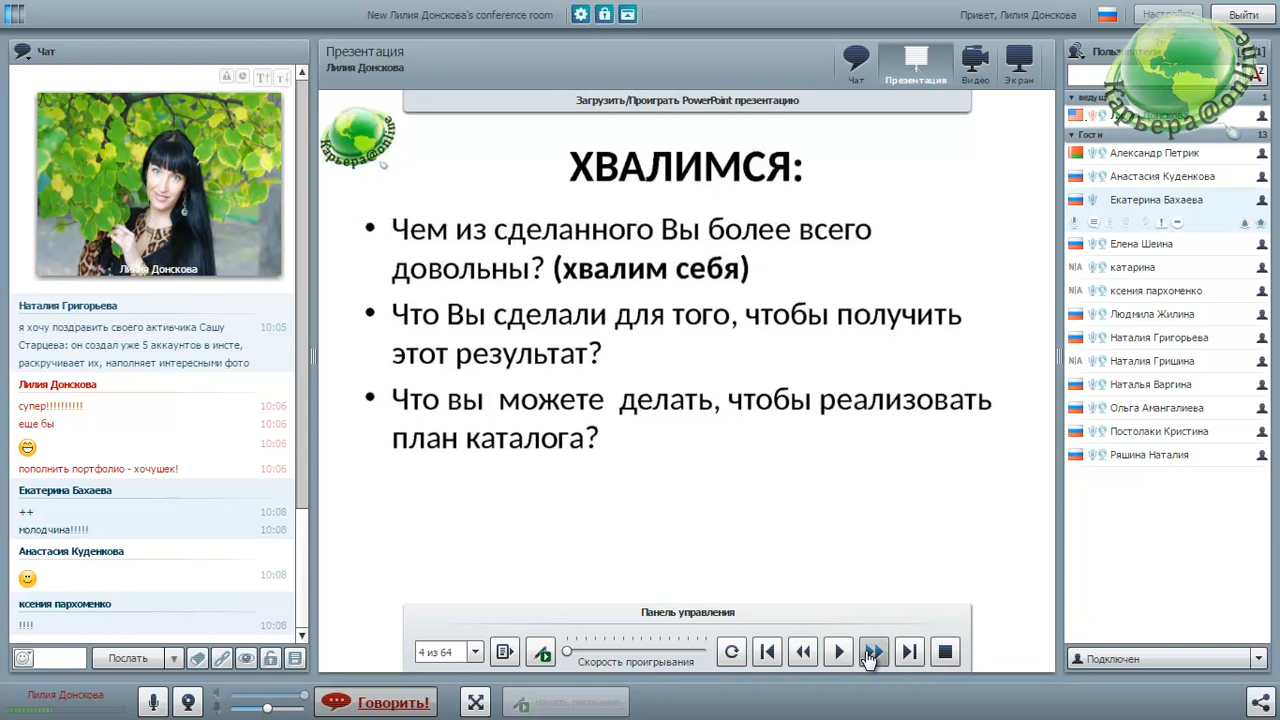 New Лилия Донскова's conference room
Привет, Лилия Донскова
Настройки
Выйти
Чат
Лилия Донскова
Наталия Григорьева
я хочу поздравить своего активчика Сашу 10:05
Старцева: он создал уже 5 аккаунтов в инсте,
раскручивает их, наполняет интересными фото
Лилия Донскова
супер!!!!!!!!!! 10:06
еще бы 10:06
10:06
пополнить портфолио - хочушек! 10:06
Екатерина Бахаева
++ 10:08
молодчина!!!!! 10:08
Анастасия Куденкова
10:08
ксения пархоменко
!!!! 10:08
Послать
Презентация
Лилия Донскова
Чат
Презентация
Видео
Экран
Загрузить/Проиграть PowerPoint презентацию
Карьера@online
ХВАЛИМСЯ:
• Чем из сделанного Вы более всего
довольны? (хвалим себя)
• Что Вы сделали для того, чтобы получить
этот результат?
• Что вы можете делать, чтобы реализовать
план каталога?
Панель управления
4 из 64
Скорость проигрывания
Карьера@online
1
Гости 13
Александр Петрик
Анастасия Куденкова
Екатерина Бахаева
Елена Шеина
N/A катарина
N/A ксения пархоменко
Людмила Жилина
Наталия Григорьева
N/A Наталия Гришина
Наталья Варгина
Ольга Амангалиева
Постолаки Кристина
Ряшина Наталия
Подключен
Лилия Донскова
Говорить!